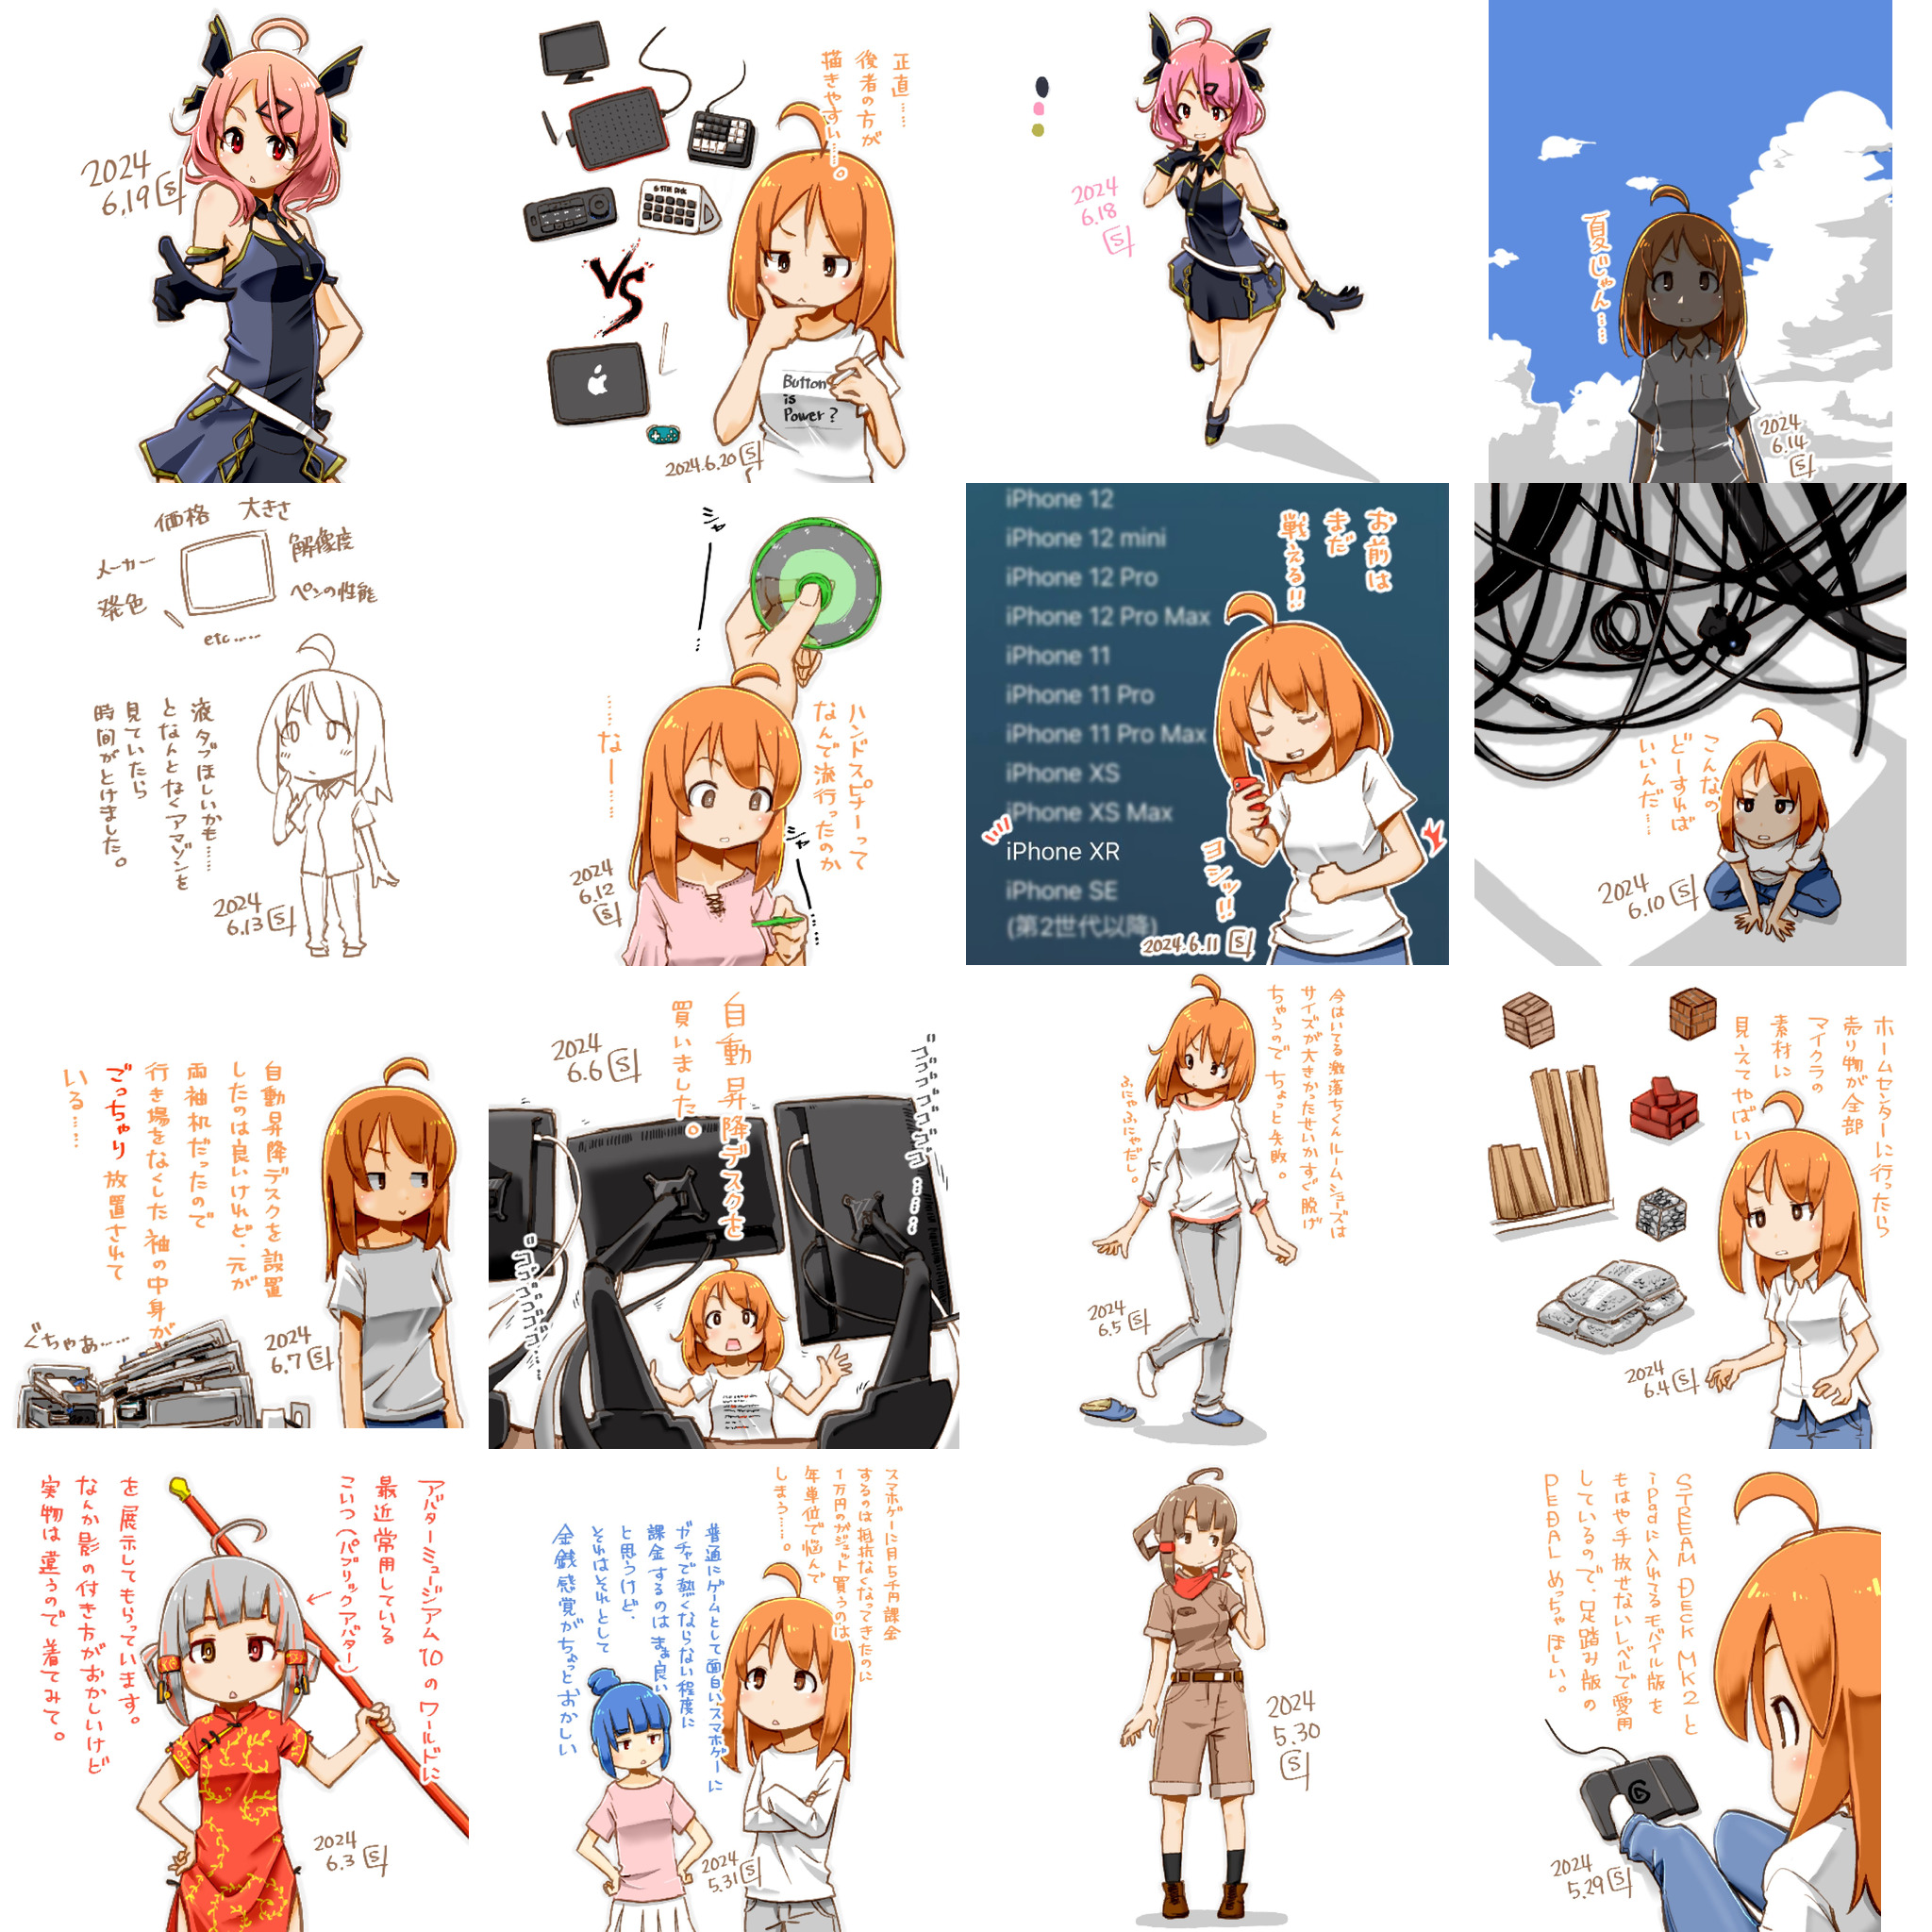 2024
6.19 S
正直……
後者の方が
描きやすい……。
VS
Button
is
Power?
2024.6.20 S
2024
6.18
S
夏じゃん……
2024
6.14
S
価格
大きさ
メーカー
解像度
発色
ペンの性能
etc……
液タブほしいかも……
となんとなくアマゾンを
見ていたら
時間がとけました。
2024
6.13 S
シャ
ハンドスピナーって
なんで流行ったのか
なー……
シャ
2024
6.12
S
iPhone 12
iPhone 12 mini
iPhone 12 Pro
iPhone 12 Pro Max
iPhone 11
iPhone 11 Pro
iPhone 11 Pro Max
iPhone XS
iPhone XS Max
iPhone XR
iPhone SE
(第2世代以降)
お前は
まだ
戦える!!
ヨシッ!!
2024.6.11 S
こんなの
どーすれば
いいんだ……
2024
6.10 S
自動昇降デスクを設置
したのは良いけれど、元が
両袖机だったので
行き場をなくした袖の中身が
ごっちゃり放置されて
いる……
ぐちゃあ……
2024
6.7 S
自動昇降デスクを
買いました。
2024
6.6 S
ゴゴゴゴゴゴゴ……
ゴゴゴゴゴゴ……
今はいてる激落ちくんルームシューズは
サイズが大きかったせいかすぐ脱げ
ちゃうのでちょっと失敗。
ふにゃふにゃだし。
2024
6.5 S
ホームセンターに行ったら
売り物が全部
マイクラの
素材に
見えてやばい
2024
6.4 S
アバターミュージアム10のワールドに
最近常用している
こいつ(パブリックアバター)
を展示してもらっています。
なんか影の付き方がおかしいけど
実物は違うので着てみて。
2024
6.3 S
スマホゲーに月5千円課金
するのは抵抗なくなってきたのに
1万円のガジェット買うのは
年単位で悩んで
しまう……。
普通にゲームとして面白いスマホゲーに
ガチャで熱くならない程度に
課金するのはまぁ良い
と思うけど、
それはそれとして
金銭感覚がちょっとおかしい
2024
5.31 S
2024
5.30
S
STREAM DECK MK2と
iPadに入れるモバイル版を
もはや手放せないレベルで愛用
しているので、足踏み版の
PEDALめっちゃほしい。
2024
5.29 S